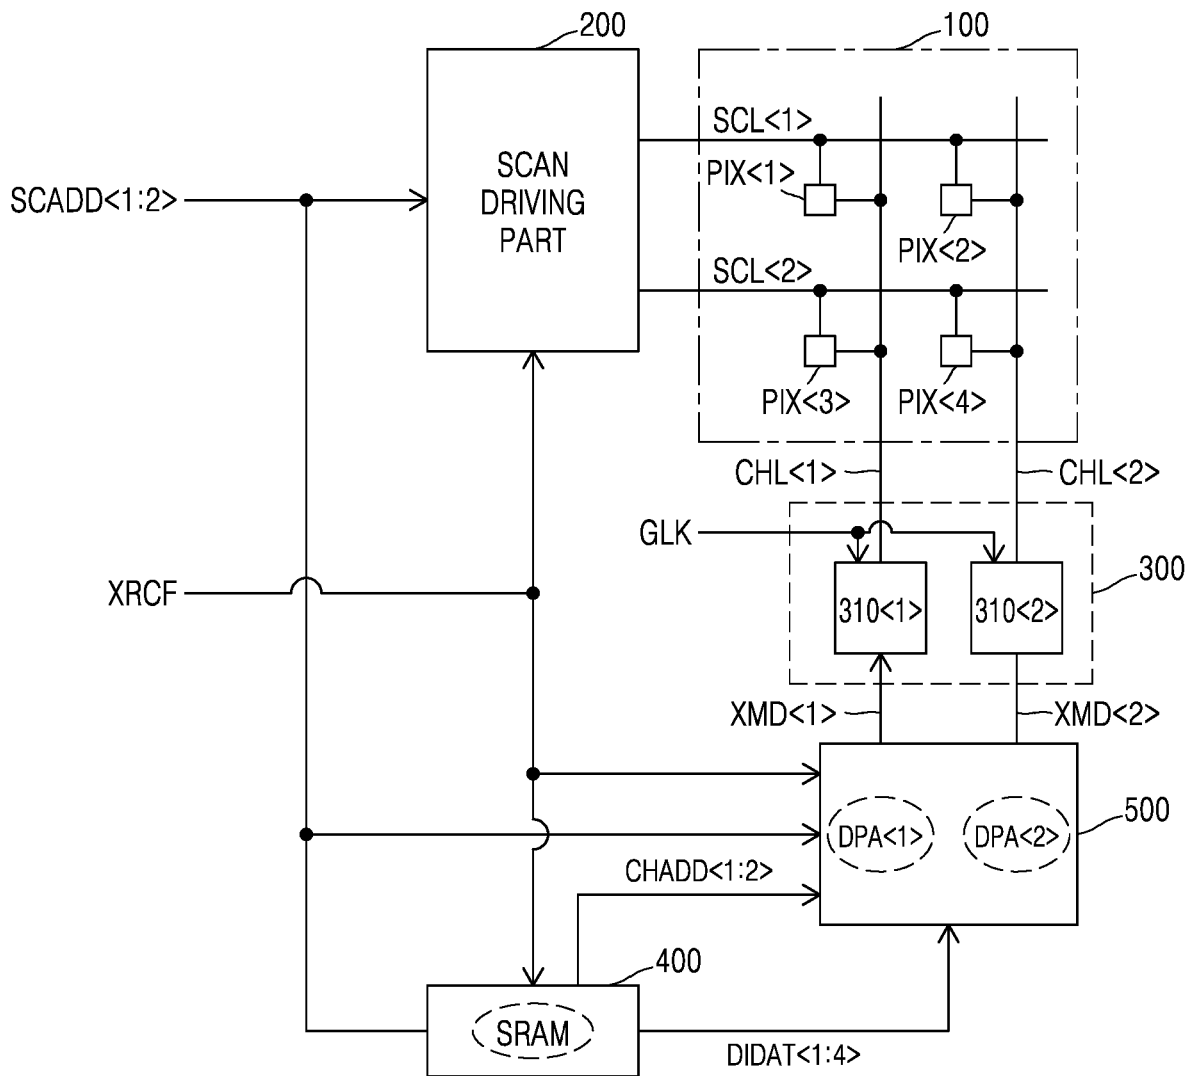 200
100
SCL<1>
SCAN
DRIVING
PART
PIX<1>
SCADD<1:2>
PIX<2>
SCL<2>
PIX<3>
PIX<4>
CHL<1>
CHL<2>
GLK
300
XRCF
310<1>
310<2>
XMD<1>
XMD<2>
500
DPA<1>
DPA<2>
CHADD<1:2>
400
SRAM
DIDAT<1:4>